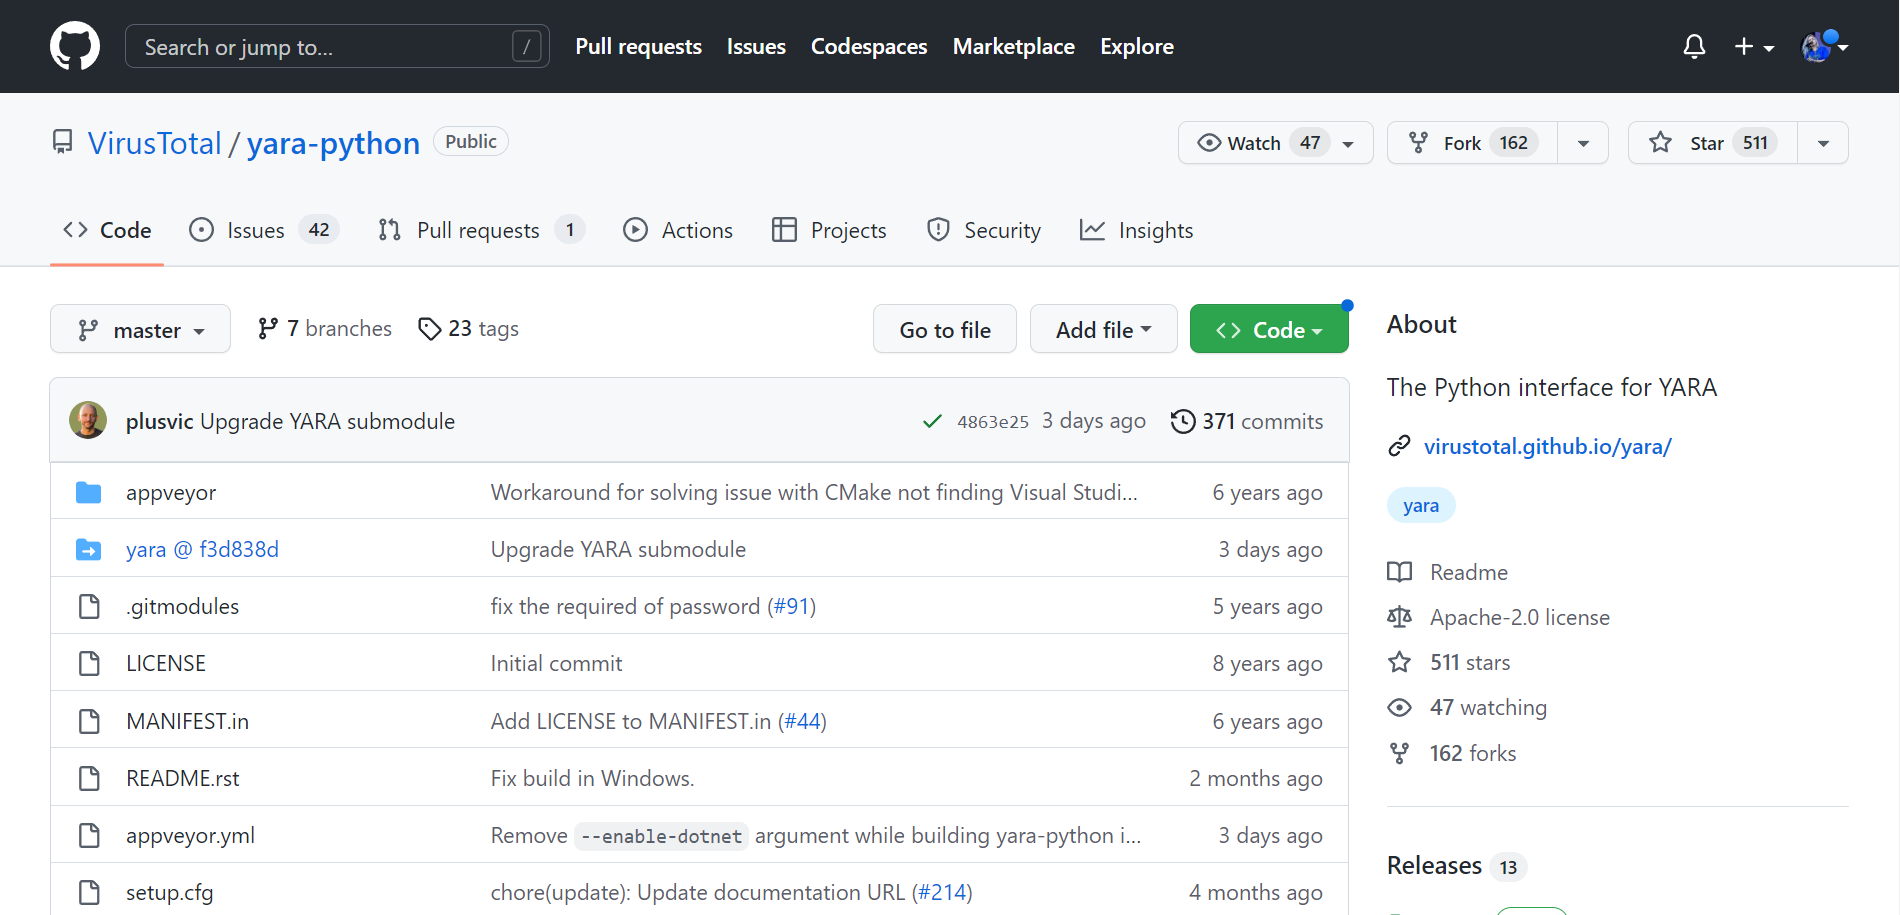 Search or jump to... /
Pull requests Issues Codespaces Marketplace Explore
VirusTotal / yara-python Public
Watch 47 Fork 162 Star 511
Code Issues 42 Pull requests 1 Actions Projects Security Insights
master 7 branches 23 tags Go to file Add file Code
plusvic Upgrade YARA submodule 4863e25 3 days ago 371 commits
appveyor Workaround for solving issue with CMake not finding Visual Studi... 6 years ago
yara @ f3d838d Upgrade YARA submodule 3 days ago
.gitmodules fix the required of password (#91) 5 years ago
LICENSE Initial commit 8 years ago
MANIFEST.in Add LICENSE to MANIFEST.in (#44) 6 years ago
README.rst Fix build in Windows. 2 months ago
appveyor.yml Remove --enable-dotnet argument while building yara-python i... 3 days ago
setup.cfg chore(update): Update documentation URL (#214) 4 months ago
About
The Python interface for YARA
virustotal.github.io/yara/
yara
Readme
Apache-2.0 license
511 stars
47 watching
162 forks
Releases 13